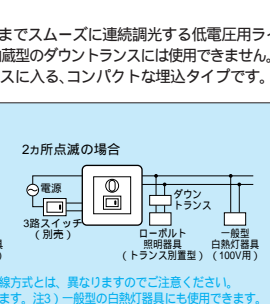 までスムーズに連続調光する低電圧用ラ
蔵型のダウントランスには使用できません。
スに入る、コンパクトな埋込タイプです。
2ヵ所点滅の場合
電源
ダウン
トランス
3路スイッチ
(別売)
ローボルト
照明器具
(トランス別置型)
一般型
白熱灯器具
(100V用)
線方式とは、異なりますのでご注意ください。
ます。注3)一般型の白熱灯器具にも使用できます。